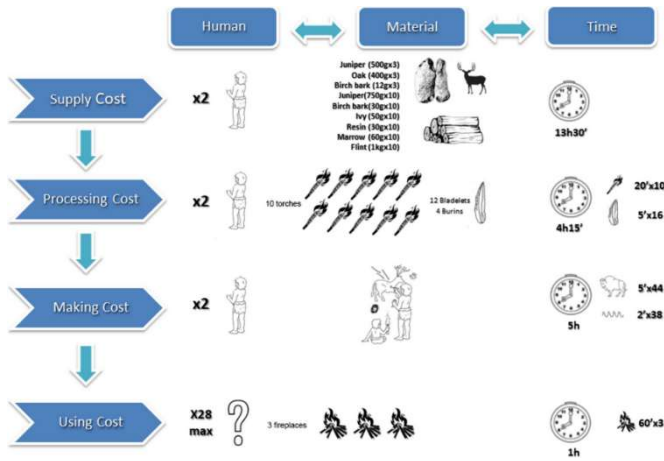 Human
Material
Time
Supply Cost
x2
Juniper (500gx3)
Oak (400gx3)
Birch bark (12gx3)
Juniper(750gx10)
Birch bark(30gx10)
Ivy (50gx10)
Resin (30gx10)
Marrow (60gx10)
Flint (1kgx10)
13h30'
Processing Cost
x2
10 torches
12 Bladelets
4 Burins
4h15'
20'x10
5'x16
Making Cost
x2
5h
5'x44
2'x38
Using Cost
X28
max
?
3 fireplaces
1h
60'x3